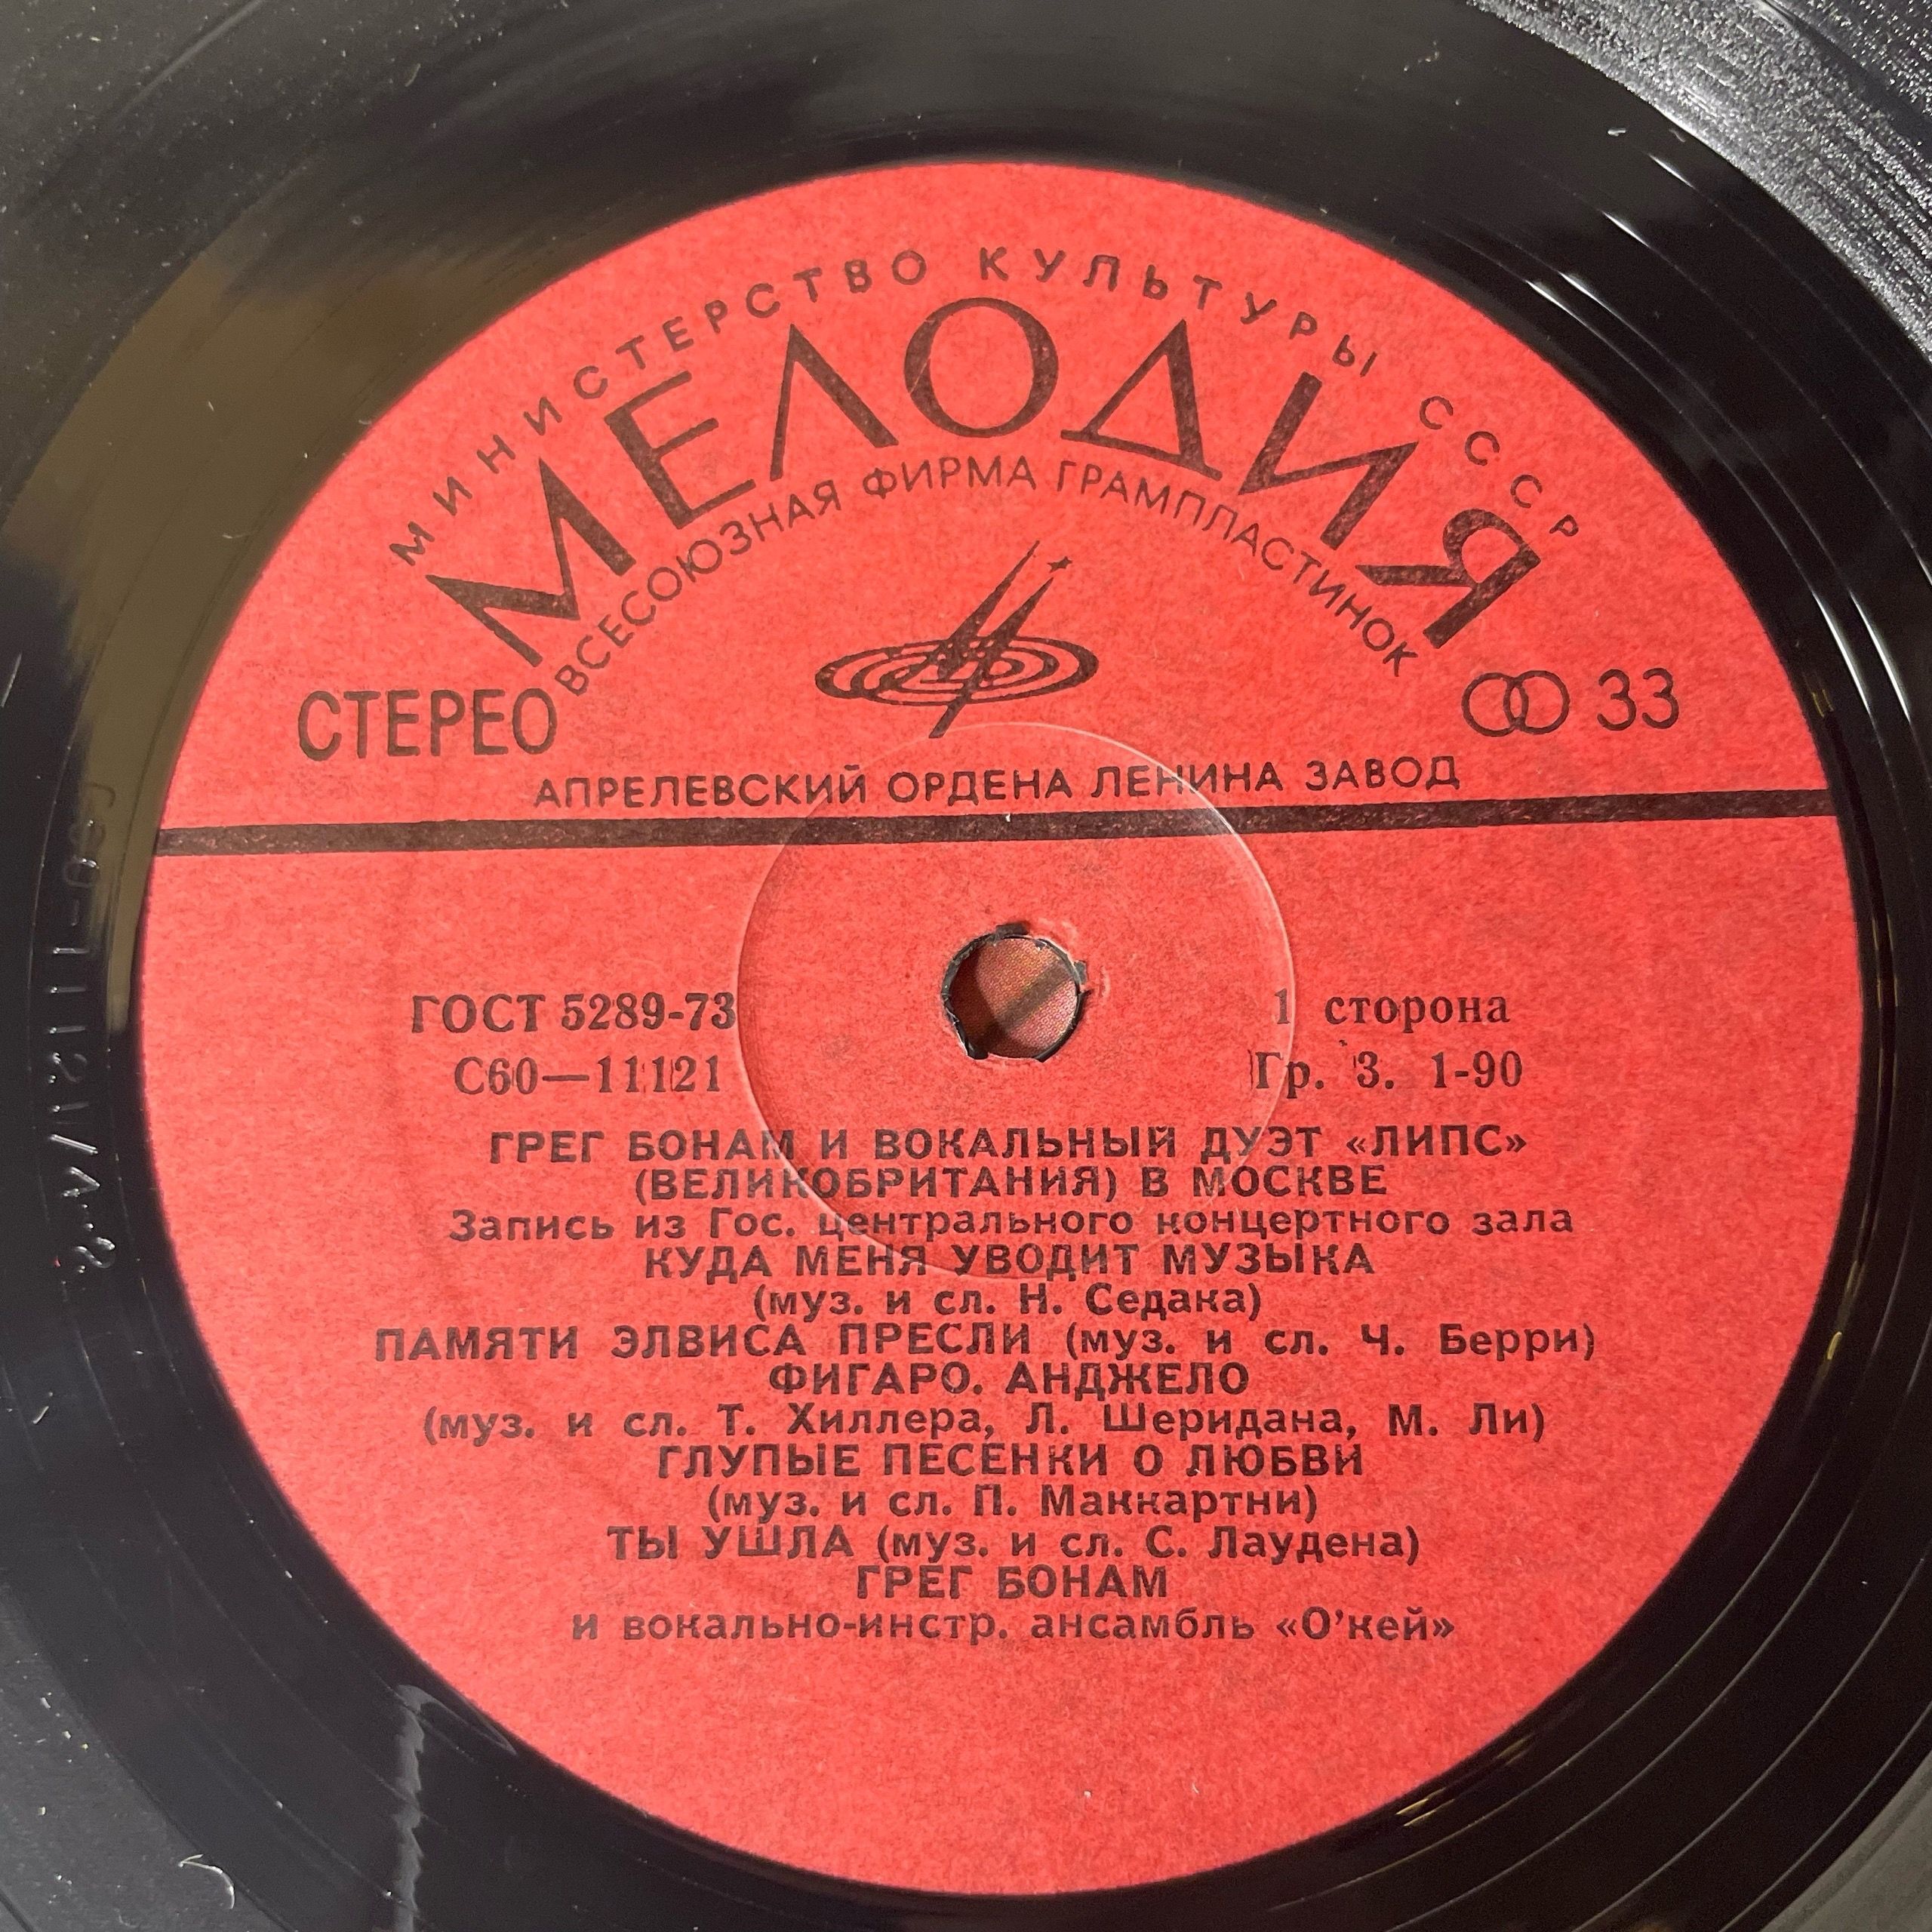 МИНИСТЕРСТВО КУЛЬТУРЫ СССР
МЕЛОДИЯ
ВСЕСОЮЗНАЯ ФИРМА ГРАМПЛАСТИНОК
СТЕРЕО
33
АПРЕЛЕВСКИЙ ОРДЕНА ЛЕНИНА ЗАВОД
ГОСТ 5289-73
1 сторона
С60—11121
Гр. 3. 1-90
ГРЕГ БОНАМ И ВОКАЛЬНЫЙ ДУЭТ «ЛИПС»
(ВЕЛИКОБРИТАНИЯ) В МОСКВЕ
Запись из Гос. центрального концертного зала
КУДА МЕНЯ УВОДИТ МУЗЫКА
(муз. и сл. Н. Седака)
ПАМЯТИ ЭЛВИСА ПРЕСЛИ (муз. и сл. Ч. Берри)
ФИГАРО. АНДЖЕЛО
(муз. и сл. Т. Хиллера, Л. Шеридана, М. Ли)
ГЛУПЫЕ ПЕСЕНКИ О ЛЮБВИ
(муз. и сл. П. Маккартни)
ТЫ УШЛА (муз. и сл. С. Лаудена)
ГРЕГ БОНАМ
и вокально-инстр. ансамбль «О’кей»